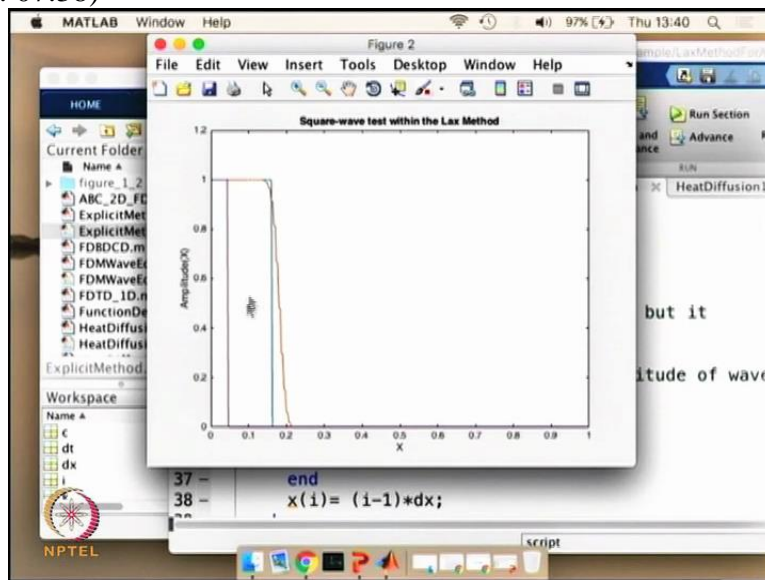 MATLAB Window Help 97% Thu 13:40
Figure 2
File Edit View Insert Tools Desktop Window Help
HOME
Current Folder
Name
figure_1_2
ABC_2D_FD
ExplicitMet
ExplicitMet
FDBDCD.m
FDMWaveEq
FDMWaveEq
FDTD_1D.m
FunctionDe
HeatDiffus
HeatDiffus
ExplicitMethod.
Workspace
Name
c
dt
dx
i
Square-wave test within the Lax Method
Amplitude(X)
1.2
1
0.8
0.6
0.4
0.2
0
0 0.1 0.2 0.3 0.4 0.5 0.6 0.7 0.8 0.9 1
X
Run Section
and Advance
RUN
HeatDiffusion1
but it
itude of wave
37 - end
38 - x(i)= (i-1)*dx;
script
NPTEL